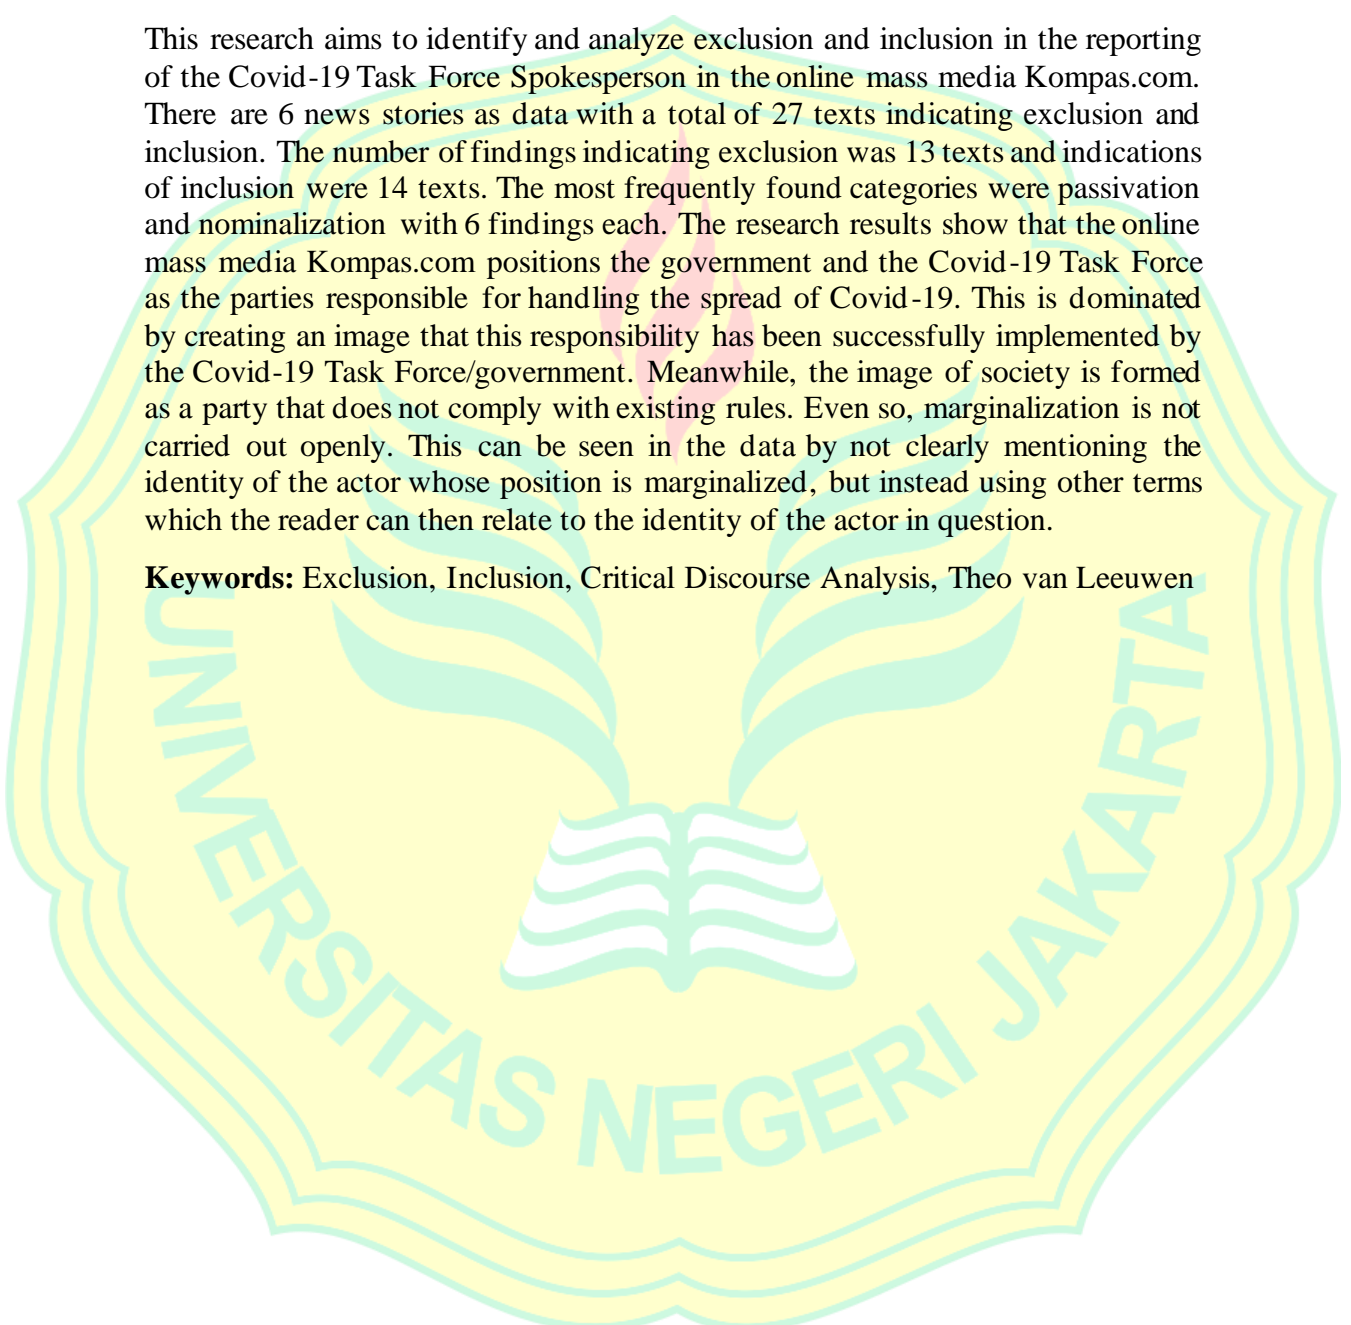 This research aims to identify and analyze exclusion and inclusion in the reporting
of the Covid-19 Task Force Spokesperson in the online mass media Kompas.com.
There are 6 news stories as data with a total of 27 texts indicating exclusion and
inclusion. The number of findings indicating exclusion was 13 texts and indications
of inclusion were 14 texts. The most frequently found categories were passivation
and nominalization with 6 findings each. The research results show that the online
mass media Kompas.com positions the government and the Covid-19 Task Force
as the parties responsible for handling the spread of Covid-19. This is dominated
by creating an image that this responsibility has been successfully implemented by
the Covid-19 Task Force/government. Meanwhile, the image of society is formed
as a party that does not comply with existing rules. Even so, marginalization is not
carried out openly. This can be seen in the data by not clearly mentioning the
identity of the actor whose position is marginalized, but instead using other terms
which the reader can then relate to the identity of the actor in question.
Keywords: Exclusion, Inclusion, Critical Discourse Analysis, Theo van Leeuwen
UNIVERSITAS NEGERI JAKARTA